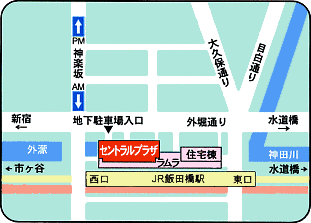 PM
神楽坂
AM
大久保通り
目白通り
新宿
地下駐車場入口
外堀通り
水道橋
外濠
セントラルプラザ
ラムラ
住宅棟
神田川
市ヶ谷
水道橋
西口
JR飯田橋駅
東口